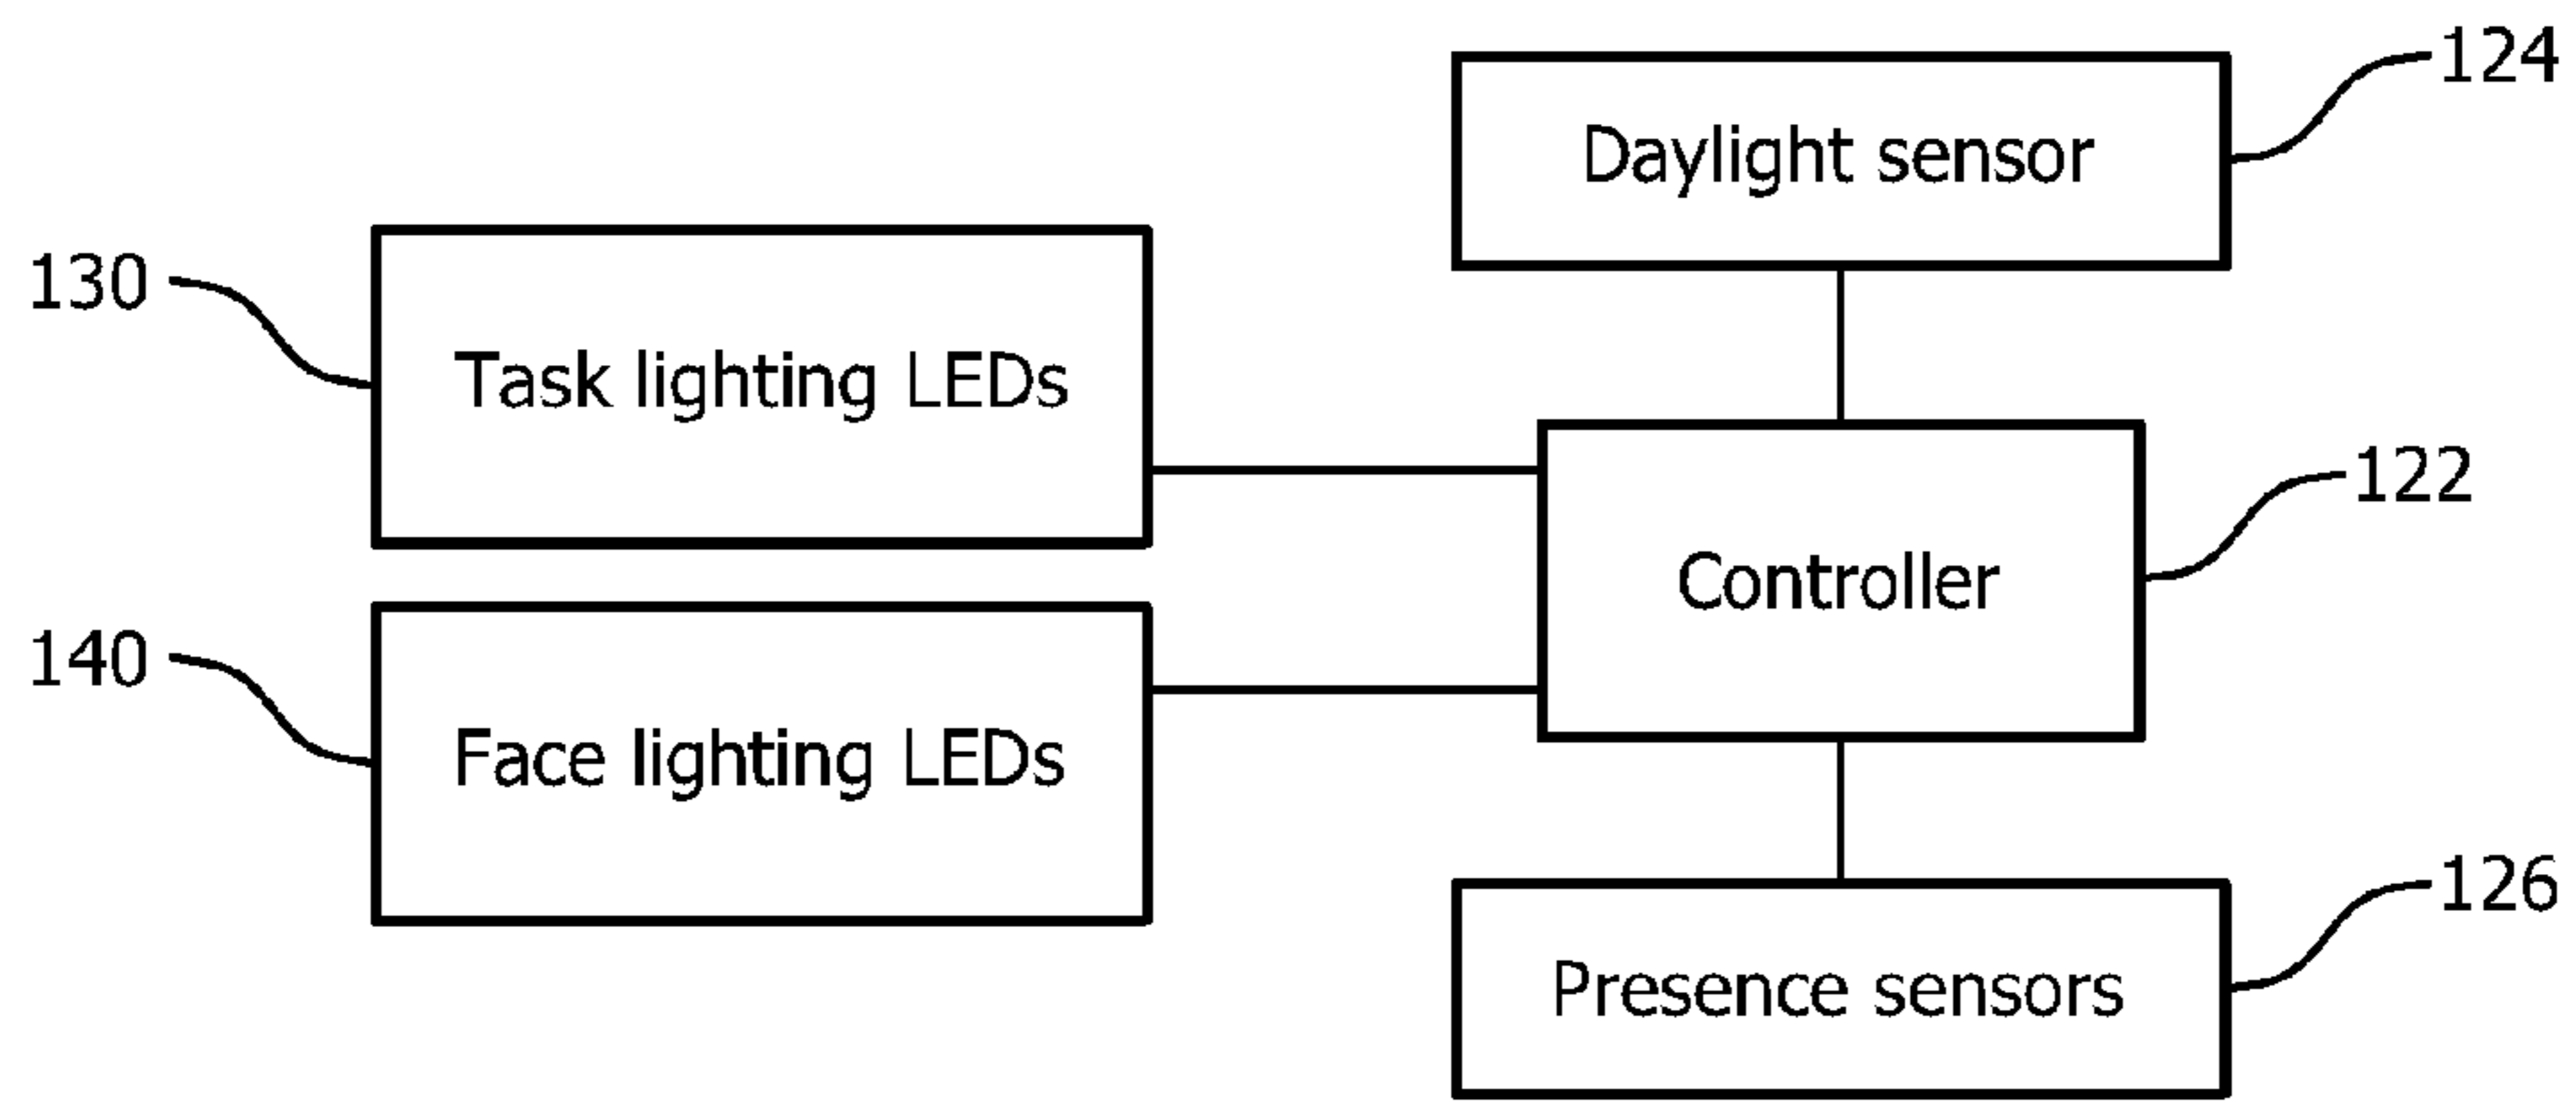 124
Daylight sensor
130
Task lighting LEDs
122
Controller
140
Face lighting LEDs
126
Presence sensors